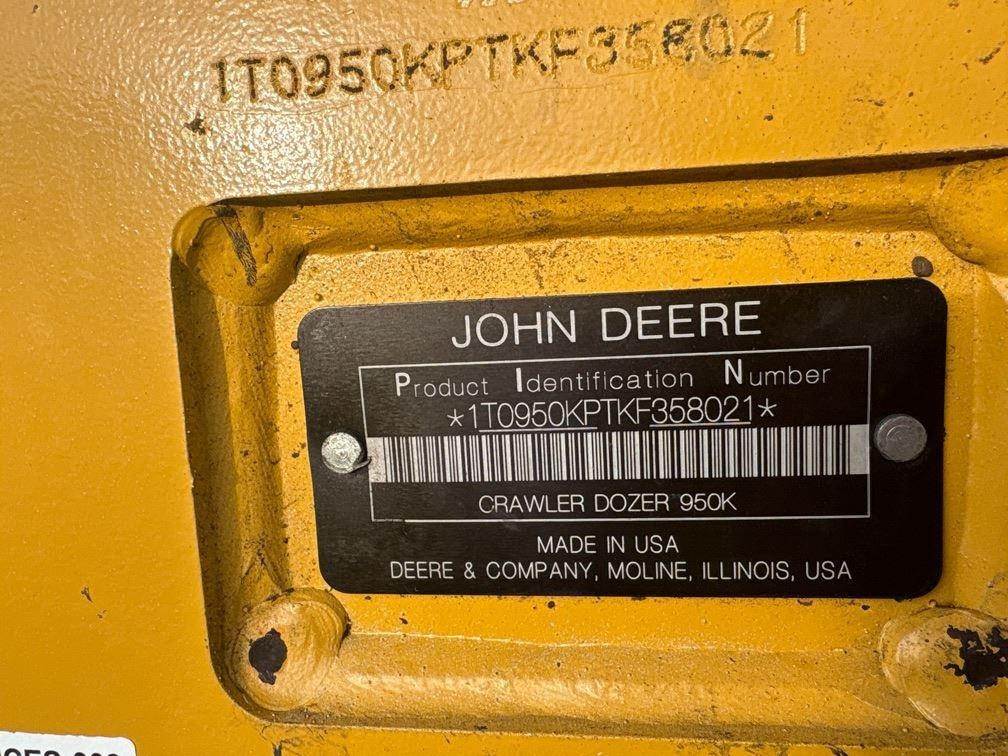 1T0950KPTKF358021
JOHN DEERE
Product Identification Number
*1T0950KPTKF358021*
CRAWLER DOZER 950K
MADE IN USA
DEERE & COMPANY, MOLINE, ILLINOIS, USA